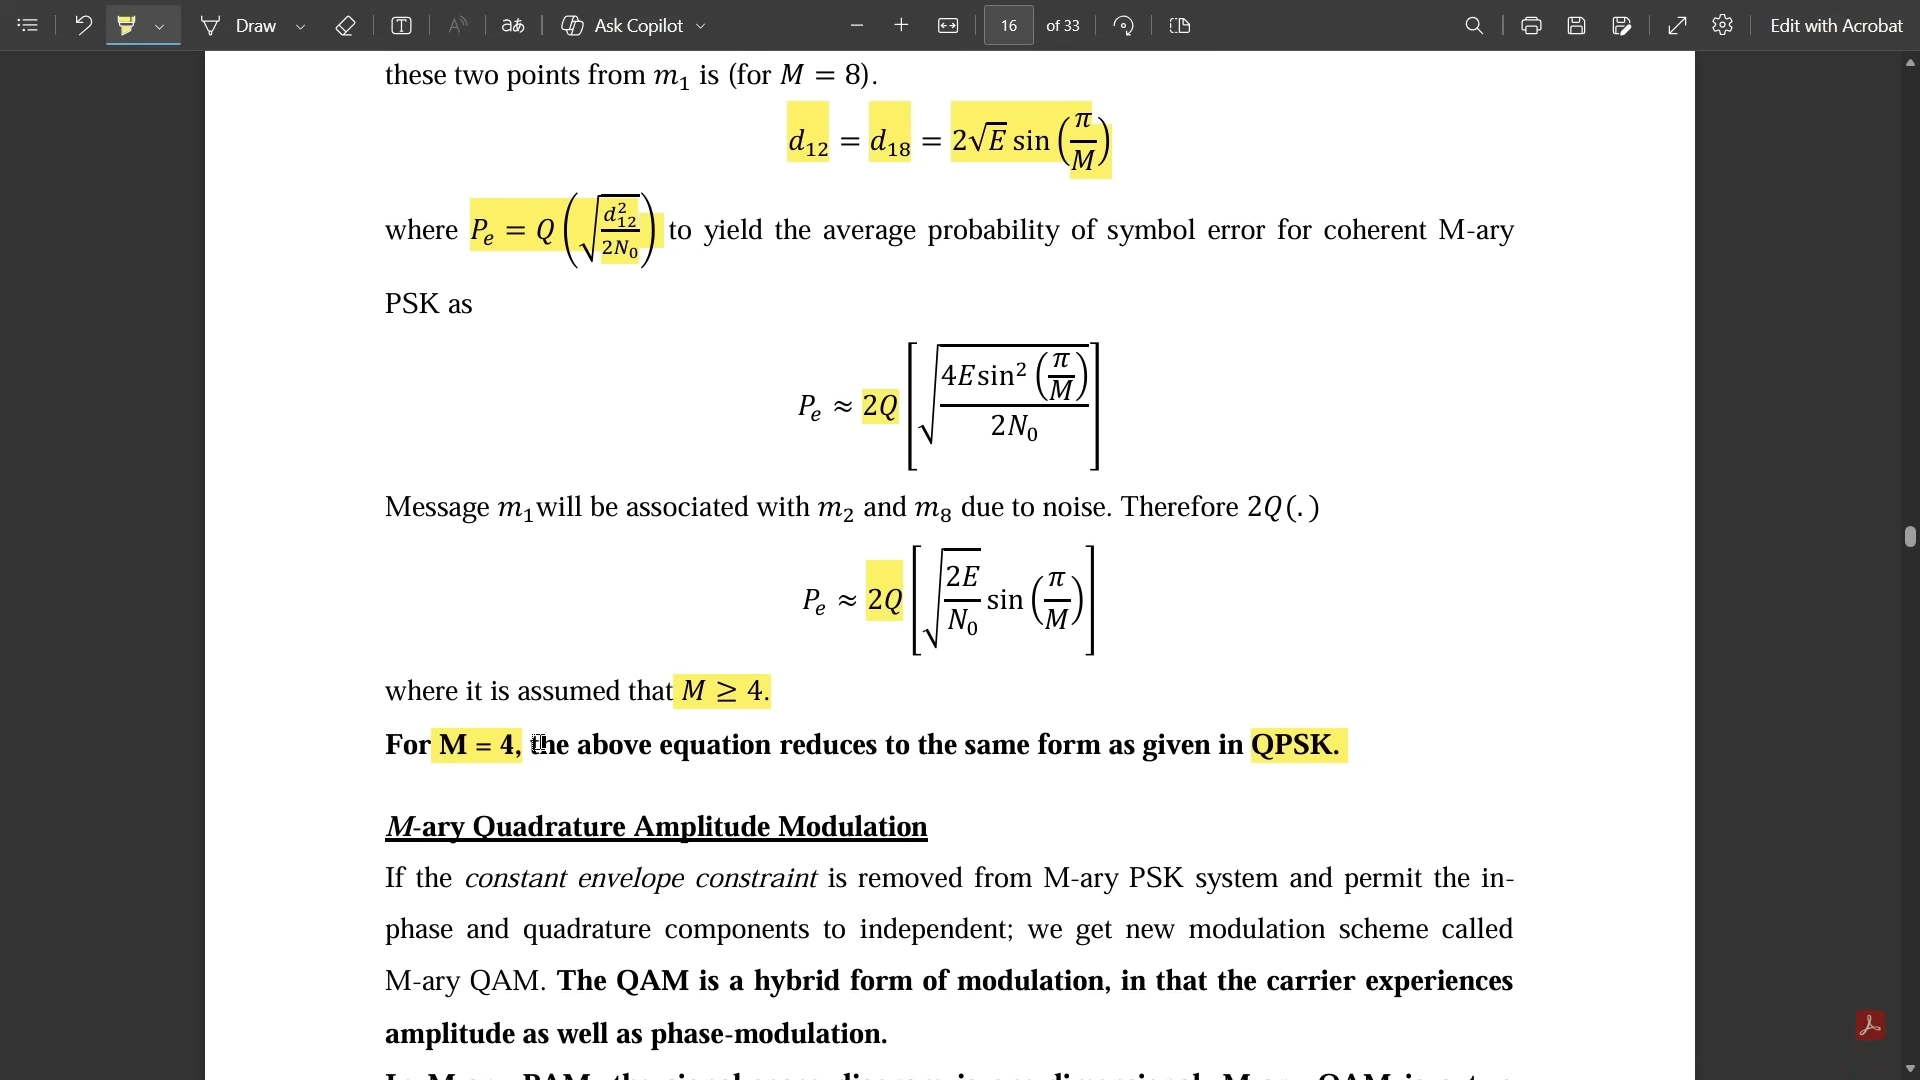 Draw
aあ
Ask Copilot
16 of 33
Edit with Acrobat
these two points from m₁ is (for M = 8).
d₁₂ = d₁₈ = 2√E sin (π/M)
where Pₑ = Q(√(d₁₂²/2N₀)) to yield the average probability of symbol error for coherent M-ary
PSK as
Pₑ ≈ 2Q[√(4E sin²(π/M)/2N₀)]
Message m₁will be associated with m₂ and m₈ due to noise. Therefore 2Q(.)
Pₑ ≈ 2Q[√(2E/N₀) sin (π/M)]
where it is assumed that M ≥ 4.
For M = 4, the above equation reduces to the same form as given in QPSK.
M-ary Quadrature Amplitude Modulation
If the constant envelope constraint is removed from M-ary PSK system and permit the in-
phase and quadrature components to independent; we get new modulation scheme called
M-ary QAM. The QAM is a hybrid form of modulation, in that the carrier experiences
amplitude as well as phase-modulation.